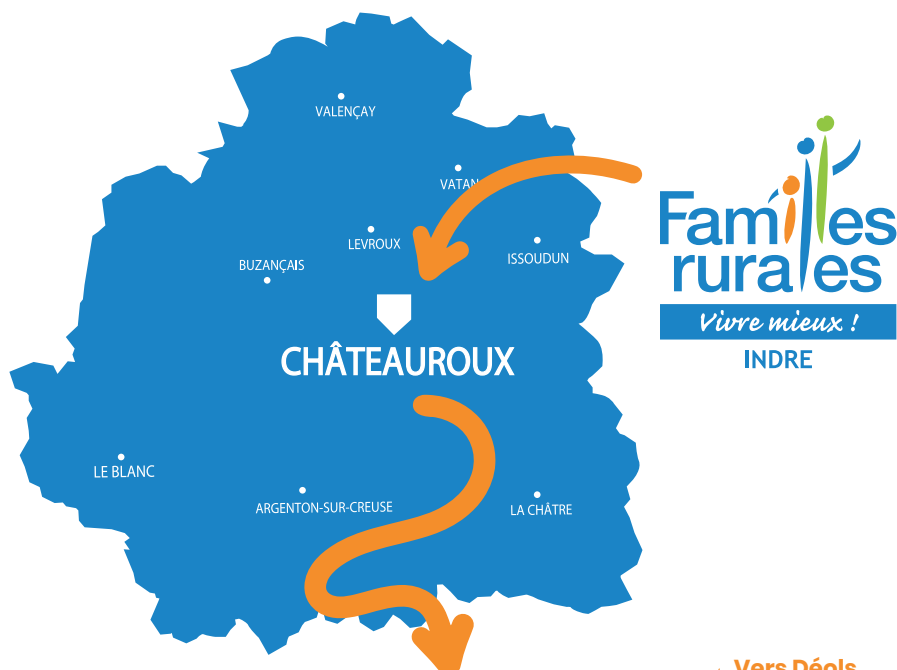 VALENÇAY
VATAN
LEVROUX
BUZANÇAIS
ISSOUDUN
CHÂTEAUROUX
LE BLANC
ARGENTON-SUR-CREUSE
LA CHÂTRE
Familles
rurales
Vivre mieux !
INDRE
Vers Déols